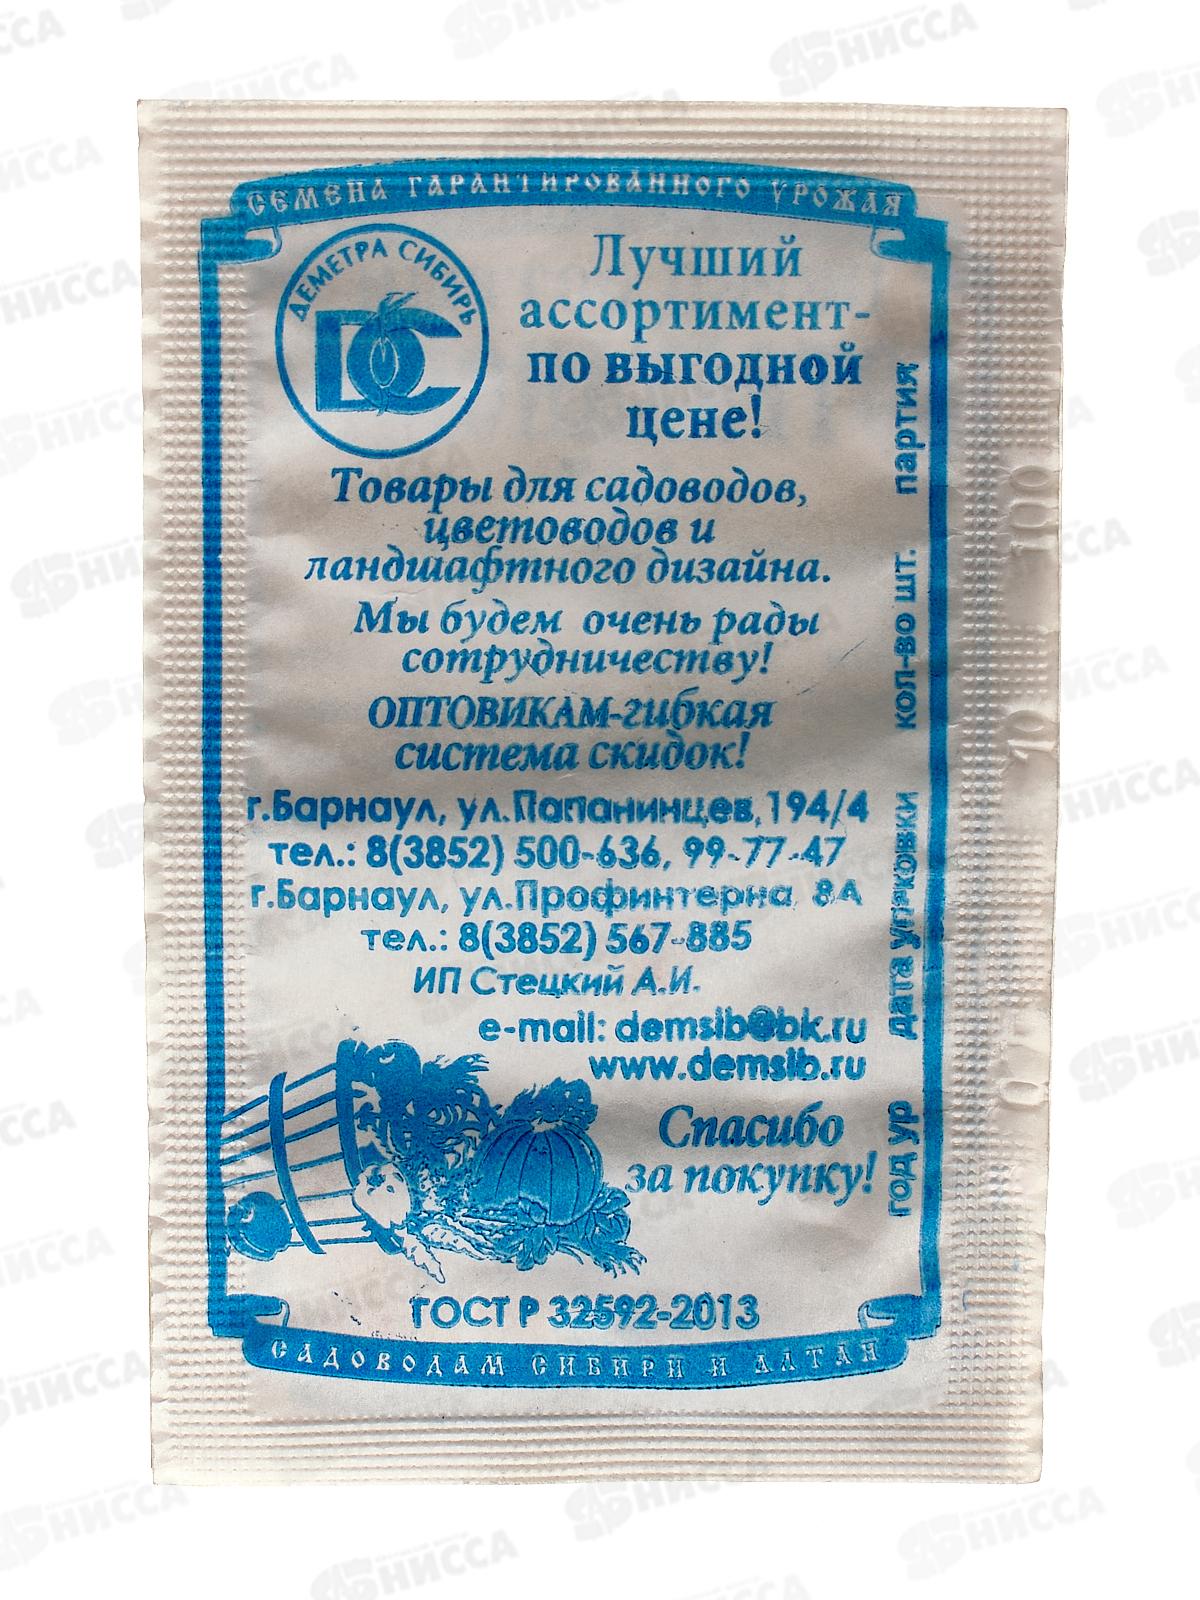 СЕМЕНА ГАРАНТИРОВАННОГО УРОЖАЯ
ДЕМЕТРА СИБИРЬ
DC
Лучший
ассортимент-
по выгодной
цене!
Товары для садоводов,
цветоводов и
ландшафтного дизайна.
Мы будем очень рады
сотрудничеству!
ОПТОВИКАМ-гибкая
система скидок!
г.Барнаул, ул.Папанинцев,194/4
тел.: 8(3852) 500-636, 99-77-47
г.Барнаул, ул.Профинтерна 8А
тел.: 8(3852) 567-885
ИП Стецкий А.И.
e-mail: demsib@bk.ru
www.demsib.ru
Спасибо
за покупку!
ГОСТ Р 32592-2013
САДОВОДАМ СИБИРИ И АЛТАЯ
год ур дата упаковки кол-во шт. партия
НИССА